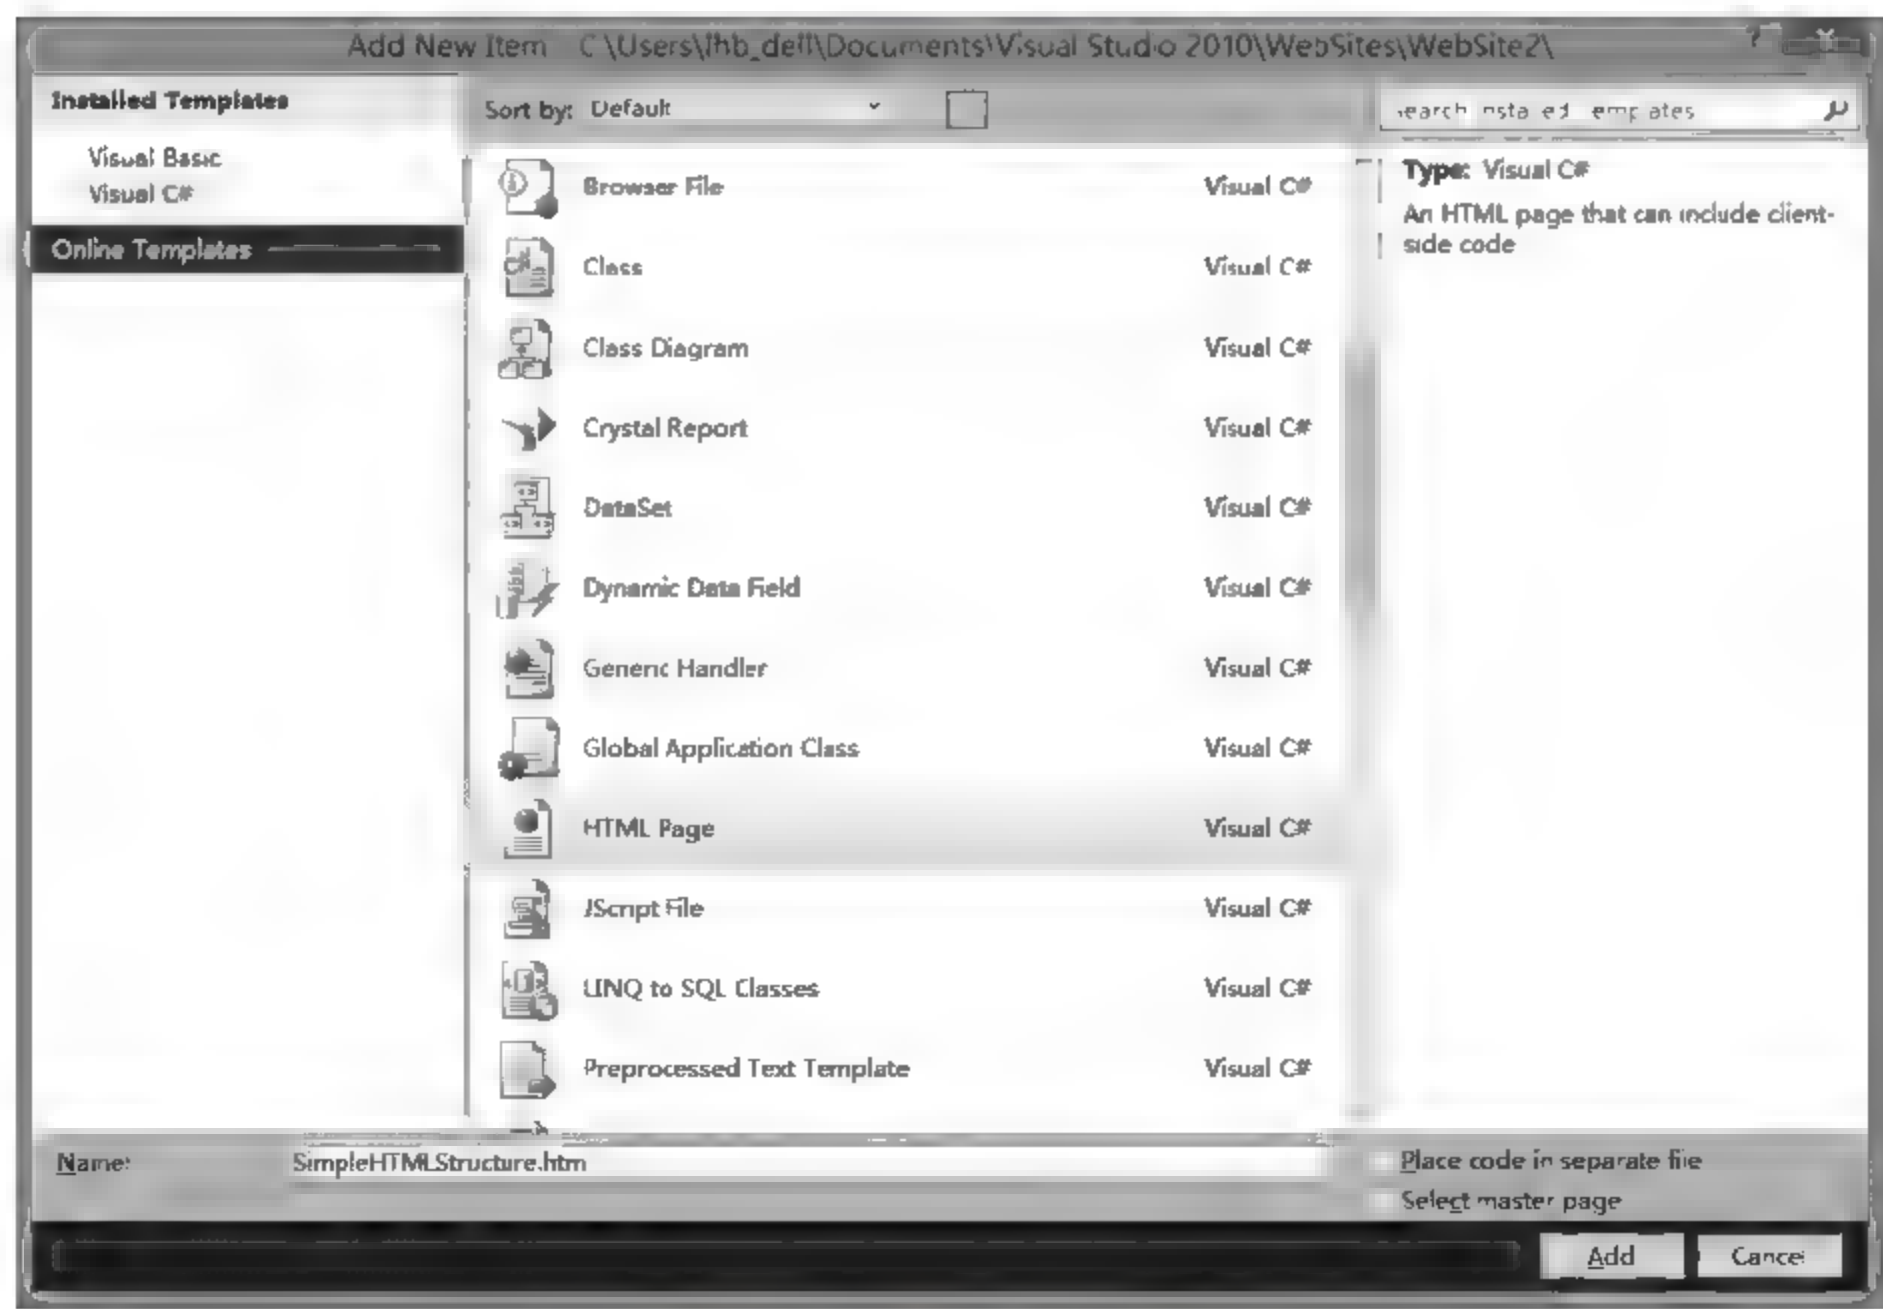 Add New Item C:\Users\lhb_dell\Documents\Visual Studio 2010\WebSites\WebSite2\
Installed Templates
Visual Basic
Visual C#
Online Templates
Sort by: Default
Search Installed Templates
Browser File Visual C#
Class Visual C#
Class Diagram Visual C#
Crystal Report Visual C#
DataSet Visual C#
Dynamic Data Field Visual C#
Generic Handler Visual C#
Global Application Class Visual C#
HTML Page Visual C#
JScript File Visual C#
LINQ to SQL Classes Visual C#
Preprocessed Text Template Visual C#
Type: Visual C#
An HTML page that can include client-
side code
Name: SimpleHTMLStructure.htm
Place code in separate file
Select master page
Add Cancel